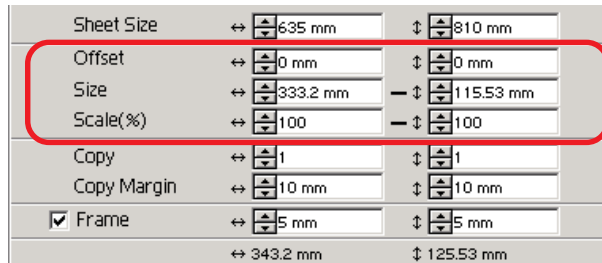 Sheet Size ↔ 635 mm ↕ 810 mm
Offset ↔ 0 mm ↕ 0 mm
Size ↔ 333.2 mm ↕ 115.53 mm
Scale(%) ↔ 100 ↕ 100
Copy ↔ 1 ↕ 1
Copy Margin ↔ 10 mm ↕ 10 mm
Frame ↔ 5 mm ↕ 5 mm
↔ 343.2 mm ↕ 125.53 mm